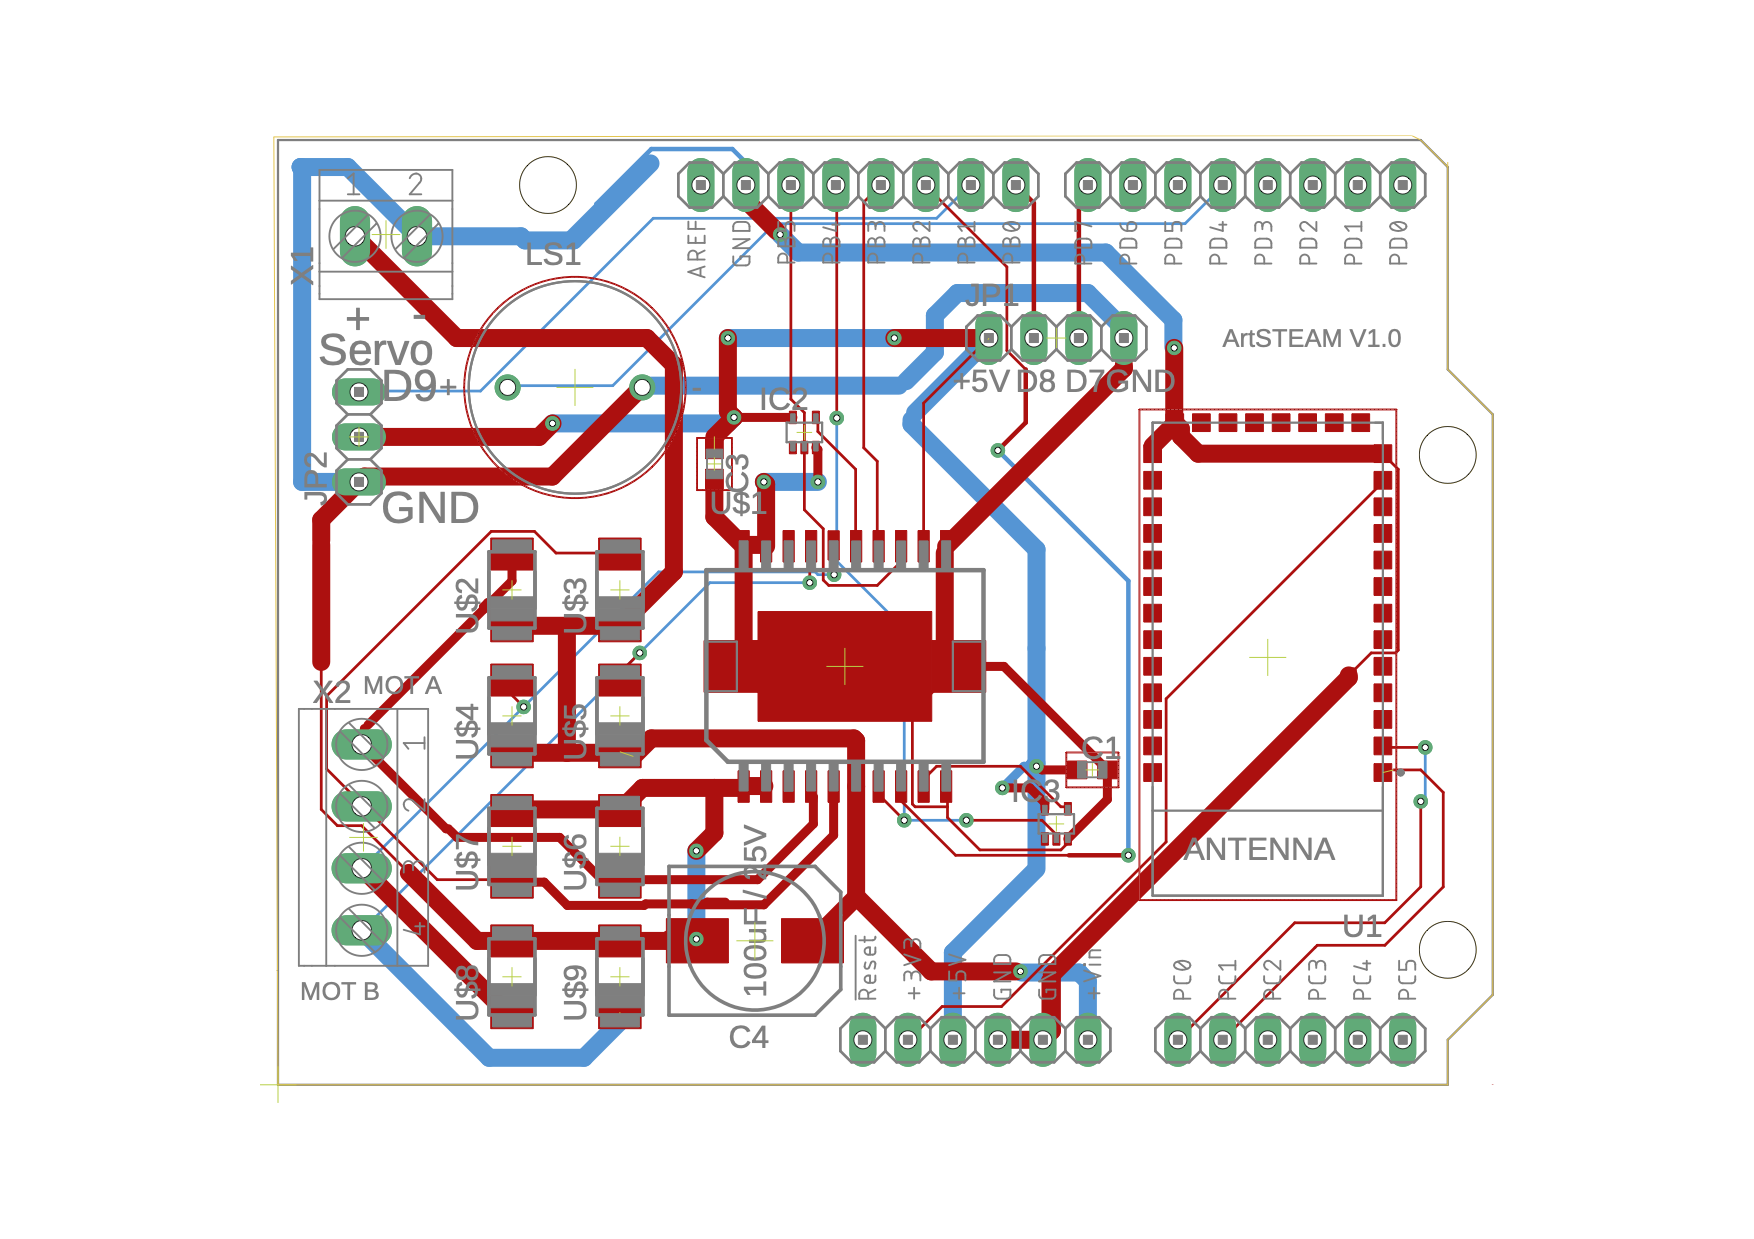 1 2
X1
LS1
AREF
GND
PB5
PB4
PB3
PB2
PB1
PB0
PD7
PD6
PD5
PD4
PD3
PD2
PD1
PD0
+ -
Servo
D9
+
-
JP2
GND
JP1
+5V D8 D7 GND
ArtSTEAM V1.0
IC2
C3
U$1
U$2
U$3
U$4
U$5
U$7
U$6
U$8
U$9
X2
MOT A
1
2
3
4
MOT B
C1
IC3
ANTENNA
U1
100uF/ 25V
C4
Reset
+3V3
+5V
GND
GND
+Vin
PC0
PC1
PC2
PC3
PC4
PC5